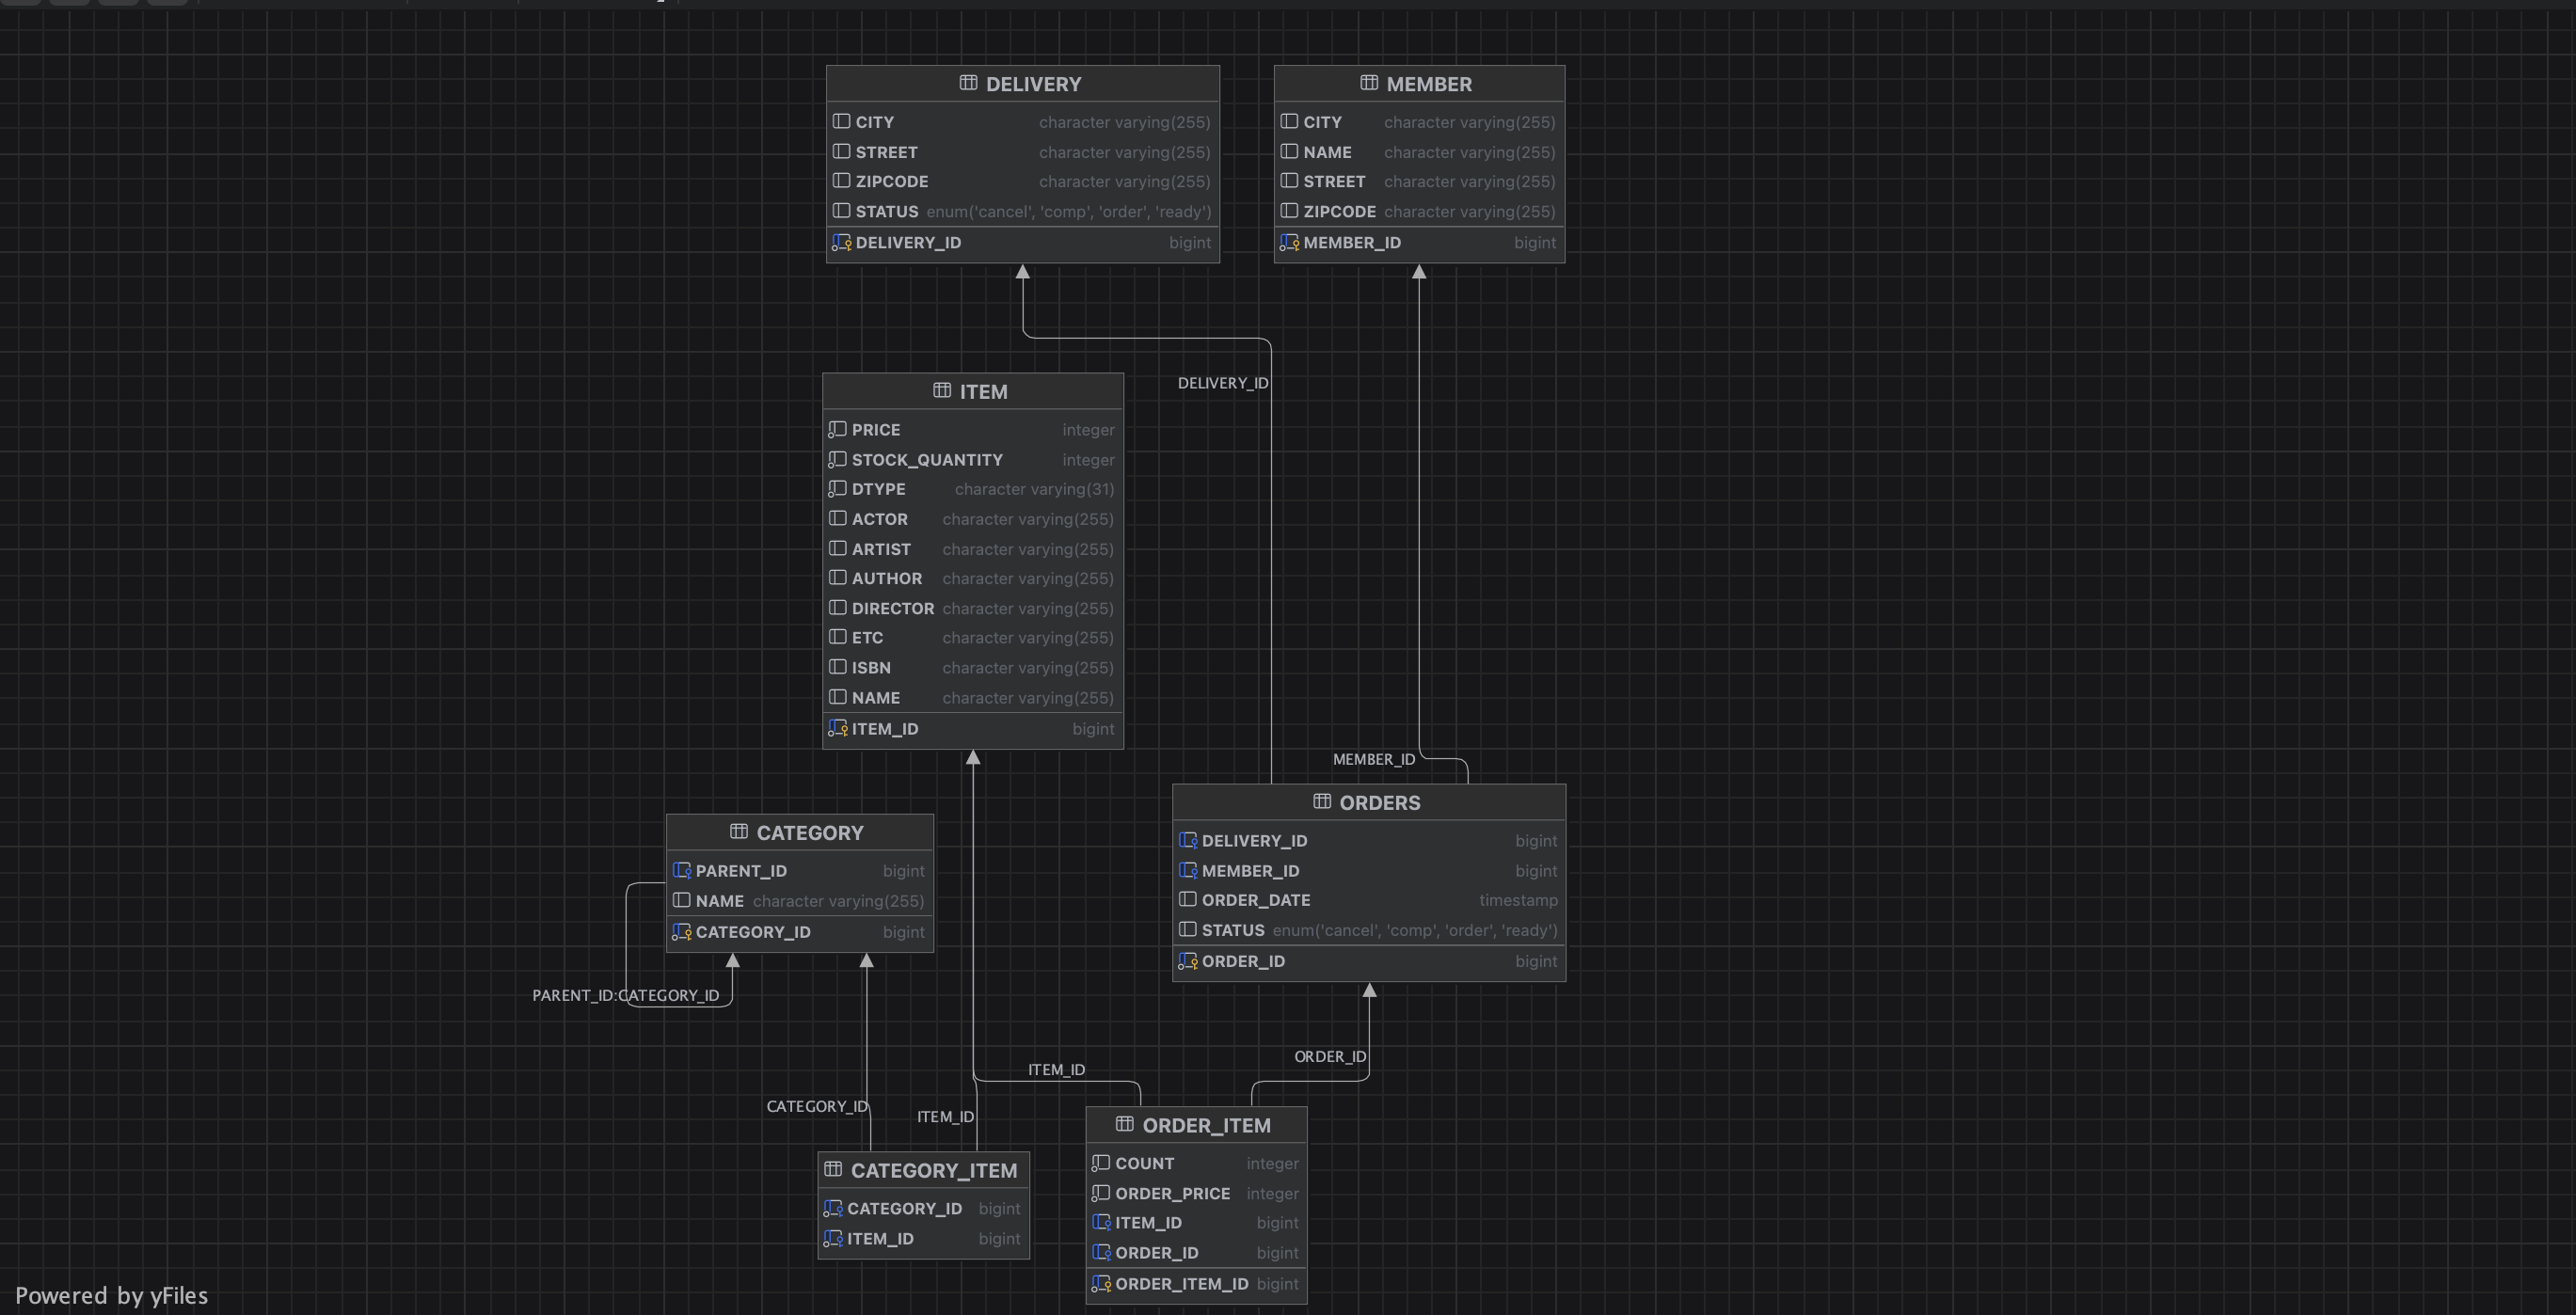 DELIVERY
CITY character varying(255)
STREET character varying(255)
ZIPCODE character varying(255)
STATUS enum('cancel', 'comp', 'order', 'ready')
DELIVERY_ID bigint
MEMBER
CITY character varying(255)
NAME character varying(255)
STREET character varying(255)
ZIPCODE character varying(255)
MEMBER_ID bigint
DELIVERY_ID
ITEM
PRICE integer
STOCK_QUANTITY integer
DTYPE character varying(31)
ACTOR character varying(255)
ARTIST character varying(255)
AUTHOR character varying(255)
DIRECTOR character varying(255)
ETC character varying(255)
ISBN character varying(255)
NAME character varying(255)
ITEM_ID bigint
MEMBER_ID
ORDERS
DELIVERY_ID bigint
MEMBER_ID bigint
ORDER_DATE timestamp
STATUS enum('cancel', 'comp', 'order', 'ready')
ORDER_ID bigint
CATEGORY
PARENT_ID bigint
NAME character varying(255)
CATEGORY_ID bigint
PARENT_ID:CATEGORY_ID
ITEM_ID
ORDER_ID
CATEGORY_ID
ITEM_ID
CATEGORY_ITEM
CATEGORY_ID bigint
ITEM_ID bigint
ORDER_ITEM
COUNT integer
ORDER_PRICE integer
ITEM_ID bigint
ORDER_ID bigint
ORDER_ITEM_ID bigint
Powered by yFiles